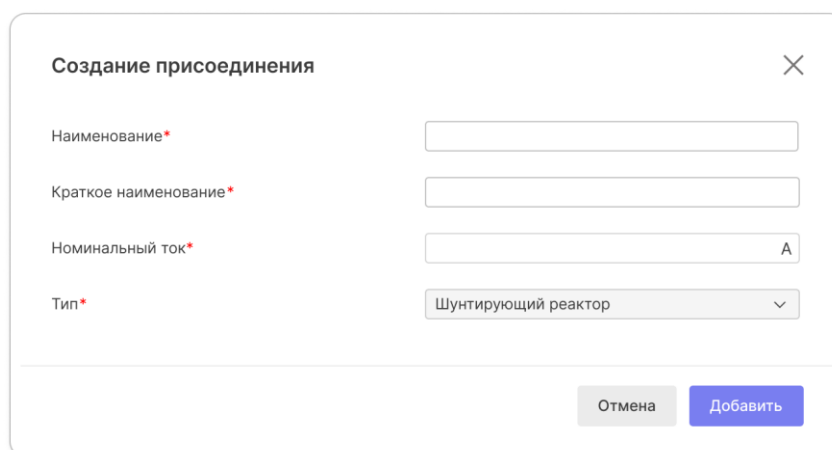 Создание присоединения
Наименование*
Краткое наименование*
Номинальный ток*
А
Тип*
Шунтирующий реактор
Отмена
Добавить